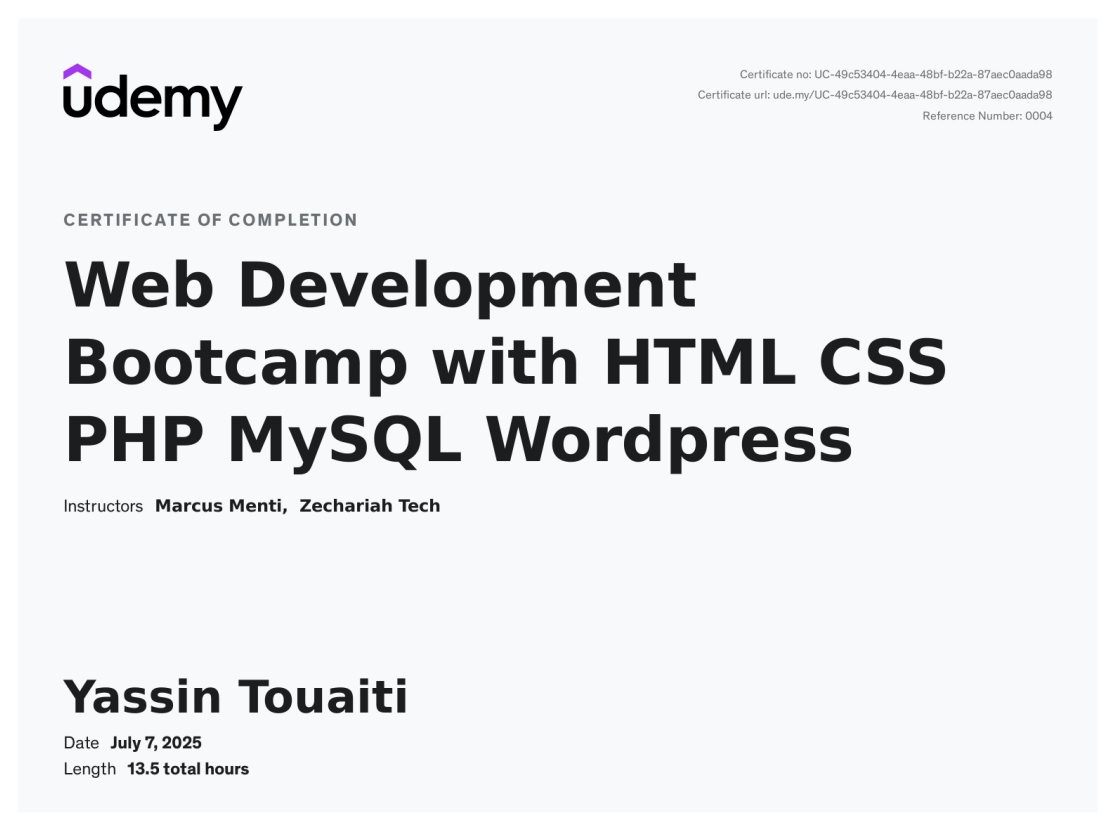 udemy
Certificate no: UC-49c53404-4eaa-48bf-b22a-87aec0aada98
Certificate url: ude.my/UC-49c53404-4eaa-48bf-b22a-87aec0aada98
Reference Number: 0004
CERTIFICATE OF COMPLETION
Web Development
Bootcamp with HTML CSS
PHP MySQL Wordpress
Instructors Marcus Menti, Zechariah Tech
Yassin Touaiti
Date July 7, 2025
Length 13.5 total hours